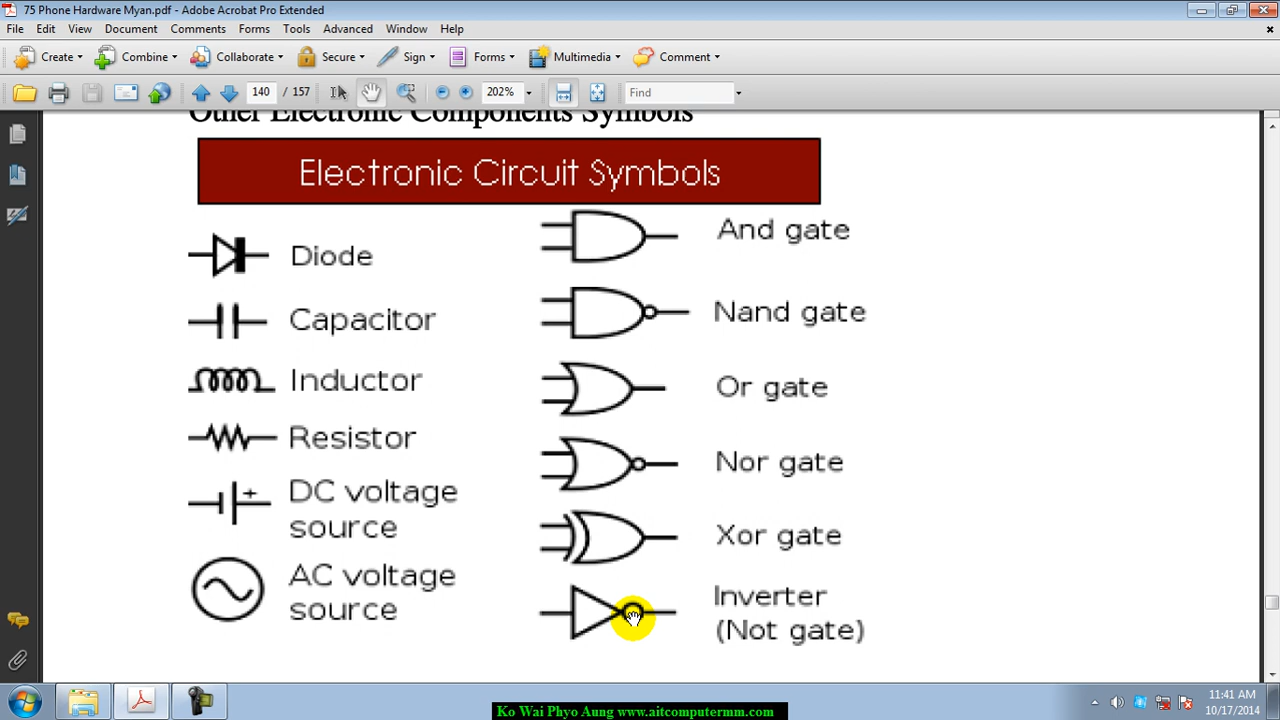 75 Phone Hardware Myan.pdf - Adobe Acrobat Pro Extended
File Edit View Document Comments Forms Tools Advanced Window Help
Create Combine Collaborate Secure Sign Forms Multimedia Comment
140 / 157 202% Find
Other Electronic Components Symbols
Electronic Circuit Symbols
Diode
Capacitor
Inductor
Resistor
DC voltage
source
AC voltage
source
And gate
Nand gate
Or gate
Nor gate
Xor gate
Inverter
(Not gate)
11:41 AM
10/17/2014
Ko Wai Phyo Aung www.aitcomputermm.com